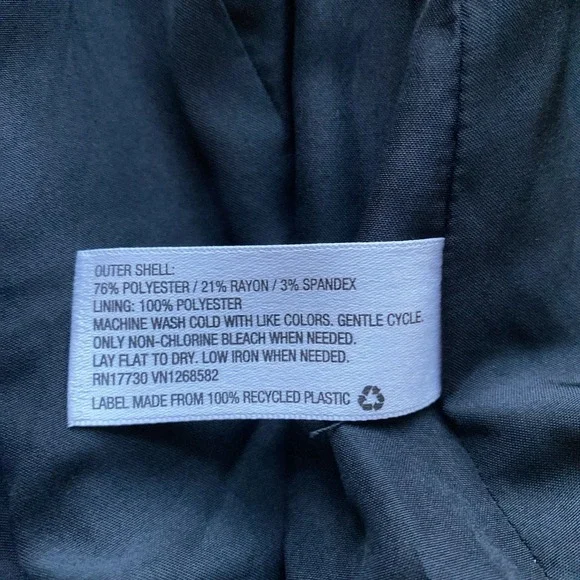 OUTER SHELL:
76% POLYESTER / 21% RAYON / 3% SPANDEX
LINING: 100% POLYESTER
MACHINE WASH COLD WITH LIKE COLORS. GENTLE CYCLE.
ONLY NON-CHLORINE BLEACH WHEN NEEDED.
LAY FLAT TO DRY. LOW IRON WHEN NEEDED.
RN17730 VN1268582
LABEL MADE FROM 100% RECYCLED PLASTIC